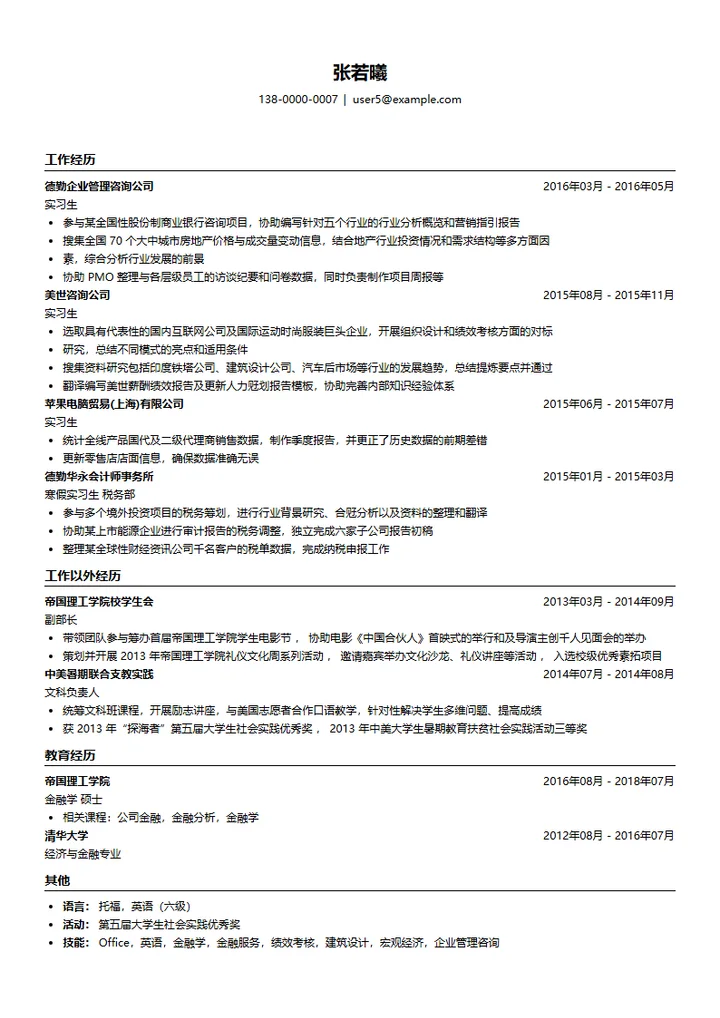 张若曦
138-0000-0007 | user5@example.com
工作经历
德勤企业管理咨询公司 2016年03月 - 2016年05月
实习生
• 参与某全国性股份制商业银行咨询项目，协助编写针对五个行业的行业分析概览和营销指引报告
• 搜集全国 70 个大中城市房地产价格与成交量变动信息，结合地产行业投资情况和需求结构等多方面因
• 素，综合分析行业发展的前景
• 协助 PMO 整理与各层级员工的访谈纪要和问卷数据，同时负责制作项目周报等
美世咨询公司 2015年08月 - 2015年11月
实习生
• 选取具有代表性的国内互联网公司及国际运动时尚服装巨头企业，开展组织设计和绩效考核方面的对标
• 研究，总结不同模式的亮点和适用条件
• 搜集资料研究包括印度铁塔公司、建筑设计公司、汽车后市场等行业的发展趋势，总结提炼要点并通过
• 翻译编写美世薪酬绩效报告及更新人力规划报告模板，协助完善内部知识经验体系
苹果电脑贸易(上海)有限公司 2015年06月 - 2015年07月
实习生
• 统计全线产品国代及二级代理商销售数据，制作季度报告，并更正了历史数据的前期差错
• 更新零售店店面信息，确保数据准确无误
德勤华永会计师事务所 2015年01月 - 2015年03月
寒假实习生 税务部
• 参与多个境外投资项目的税务筹划，进行行业背景研究、合规分析以及资料的整理和翻译
• 协助某上市能源企业进行审计报告的税务调整，独立完成六家子公司报告初稿
• 整理某全球性财经资讯公司千名客户的税单数据，完成纳税申报工作
工作以外经历
帝国理工学院校学生会 2013年03月 - 2014年09月
副部长
• 带领团队参与筹办首届帝国理工学院学生电影节 ， 协助电影《中国合伙人》首映式的举行和及导演主创千人见面会的举办
• 策划并开展 2013 年帝国理工学院礼仪文化周系列活动 ， 邀请嘉宾举办文化沙龙、礼仪讲座等活动 ， 入选校级优秀素拓项目
中美暑期联合支教实践 2014年07月 - 2014年08月
文科负责人
• 统筹文科班课程，开展励志讲座，与美国志愿者合作口语教学，针对性解决学生多维问题、提高成绩
• 获 2013 年“探海者”第五届大学生社会实践优秀奖 ， 2013 年中美大学生暑期教育扶贫社会实践活动三等奖
教育经历
帝国理工学院 2016年08月 - 2018年07月
金融学 硕士
• 相关课程：公司金融，金融分析，金融学
清华大学 2012年08月 - 2016年07月
经济与金融专业
其他
• 语言： 托福，英语（六级）
• 活动： 第五届大学生社会实践优秀奖
• 技能： Office，英语，金融学，金融服务，绩效考核，建筑设计，宏观经济，企业管理咨询